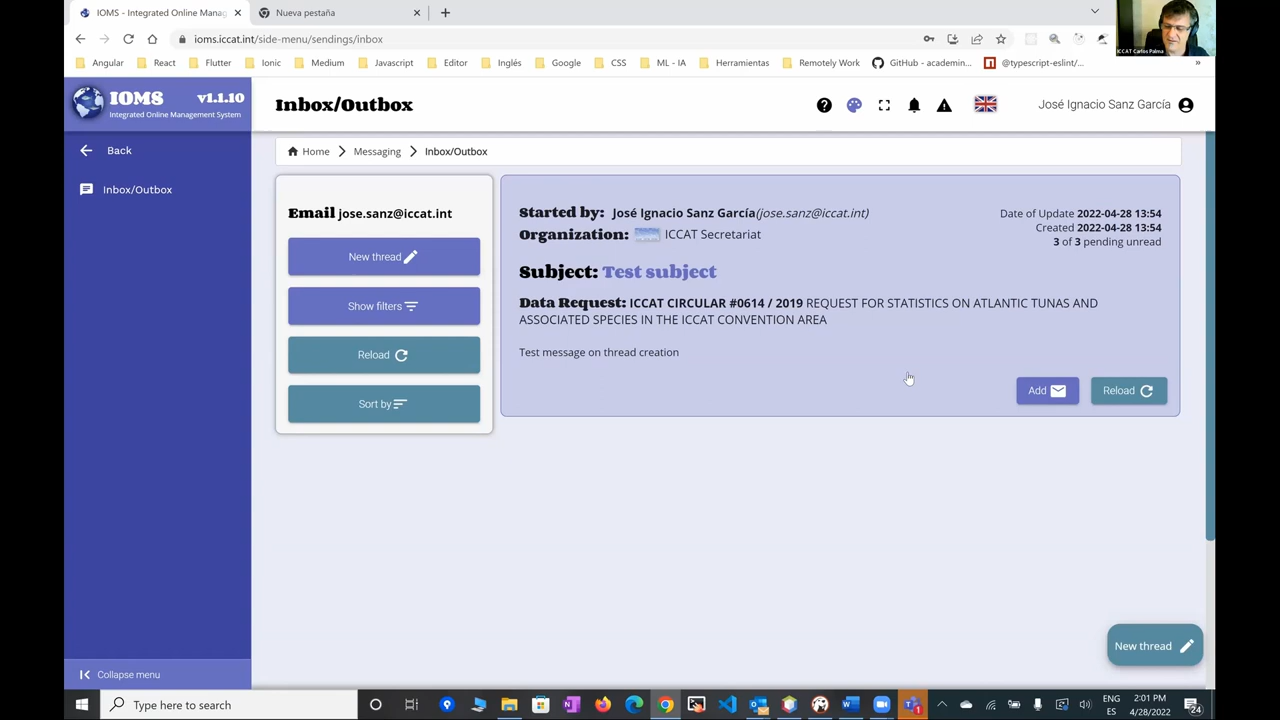 IOMS - Integrated Online Manag
Nueva pestaña
ioms.iccat.int/side-menu/sendings/inbox
Angular
React
Flutter
Ionic
Medium
Javascript
Editor
Inglés
Google
CSS
ML - IA
Herramientas
Remotely Work
GitHub - academin...
@typescript-eslint/...
»
ICCAT Carlos Palma
IOMS v1.1.10
Integrated Online Management System
Inbox/Outbox
José Ignacio Sanz García
Back
Inbox/Outbox
Home
Messaging
Inbox/Outbox
Email jose.sanz@iccat.int
New thread
Show filters
Reload
Sort by
Started by: José Ignacio Sanz García(jose.sanz@iccat.int)
Organization: ICCAT Secretariat
Date of Update 2022-04-28 13:54
Created 2022-04-28 13:54
3 of 3 pending unread
Subject: Test subject
Data Request: ICCAT CIRCULAR #0614 / 2019 REQUEST FOR STATISTICS ON ATLANTIC TUNAS AND
ASSOCIATED SPECIES IN THE ICCAT CONVENTION AREA
Test message on thread creation
Add
Reload
New thread
Collapse menu
Type here to search
ENG
ES
2:01 PM
4/28/2022
24